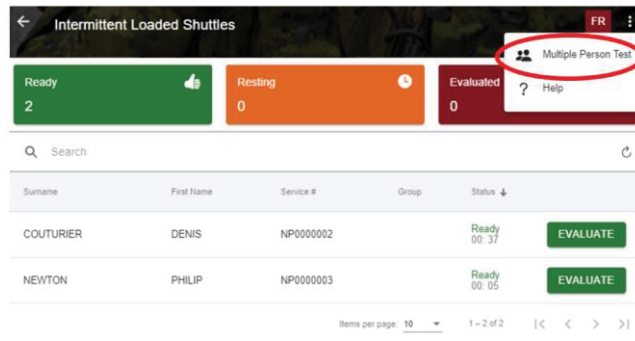 Intermittent Loaded Shuttles FR
Multiple Person Test
? Help
Ready
2
Resting
0
Evaluated
0
Search
Surname First Name Service # Group Status
COUTURIER DENIS NP0000002 Ready 00: 37 EVALUATE
NEWTON PHILIP NP0000003 Ready 00: 05 EVALUATE
Items per page: 10 1 – 2 of 2